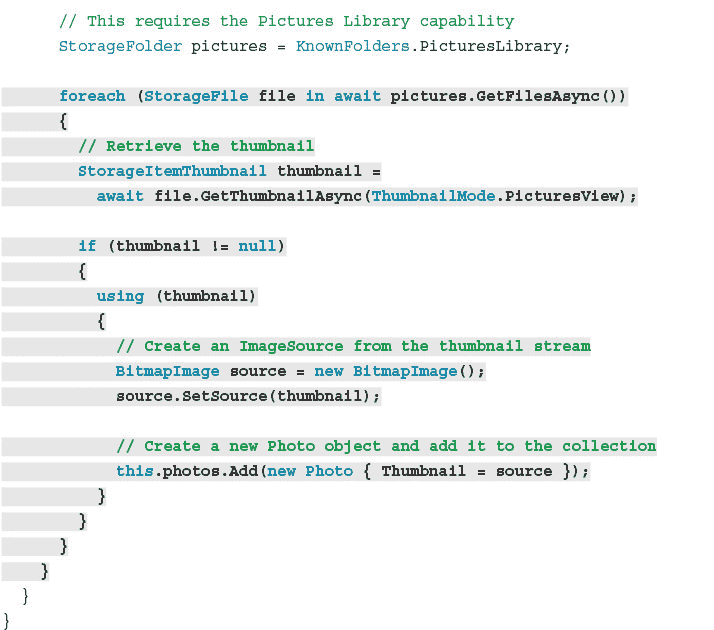 // This requires the Pictures Library capability
StorageFolder pictures = KnownFolders.PicturesLibrary;
foreach (StorageFile file in await pictures.GetFilesAsync())
{
// Retrieve the thumbnail
StorageItemThumbnail thumbnail =
await file.GetThumbnailAsync(ThumbnailMode.PicturesView);
if (thumbnail != null)
{
using (thumbnail)
{
// Create an ImageSource from the thumbnail stream
BitmapImage source = new BitmapImage();
source.SetSource(thumbnail);
// Create a new Photo object and add it to the collection
this.photos.Add(new Photo { Thumbnail = source });
}
}
}
}
}
}